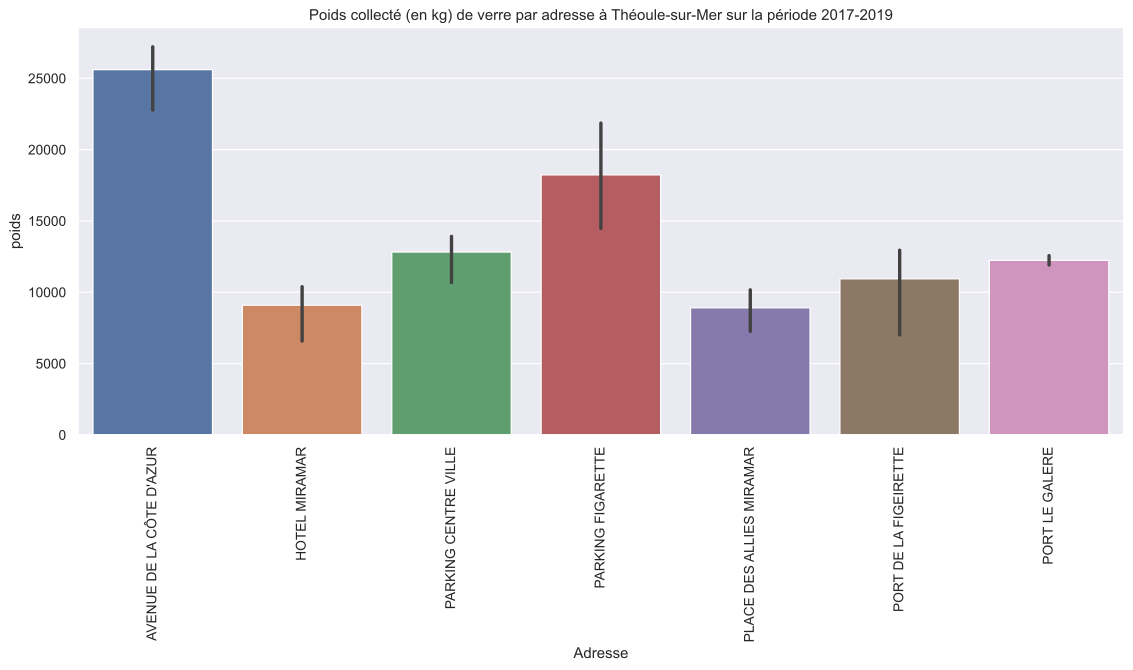 Poids collecté (en kg) de verre par adresse à Théoule-sur-Mer sur la période 2017-2019
poids
25000
20000
15000
10000
5000
0
AVENUE DE LA CÔTE D'AZUR
HOTEL MIRAMAR
PARKING CENTRE VILLE
PARKING FIGARETTE
PLACE DES ALLIES MIRAMAR
PORT DE LA FIGEIRETTE
PORT LE GALERE
Adresse